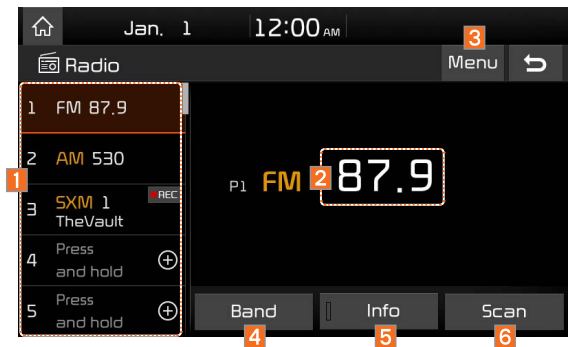 Jan. 1 12:00 AM
3
Radio Menu
1 FM 87.9
2 AM 530
1
REC
3 SXM 1
TheVault
P1 FM 2 87.9
4 Press
and hold
5 Press
and hold
Band Info Scan
4 5 6